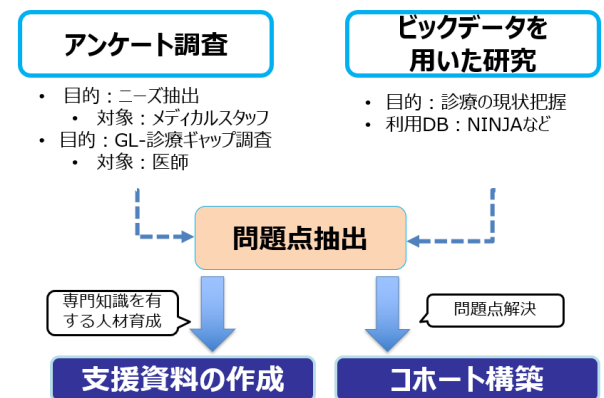 アンケート調査
ビックデータを
用いた研究
• 目的：ニーズ抽出
• 対象：メディカルスタッフ
• 目的：GL-診療ギャップ調査
• 対象：医師
• 目的：診療の現状把握
• 利用DB：NINJAなど
問題点抽出
専門知識を有
する人材育成
問題点解決
支援資料の作成
コホート構築